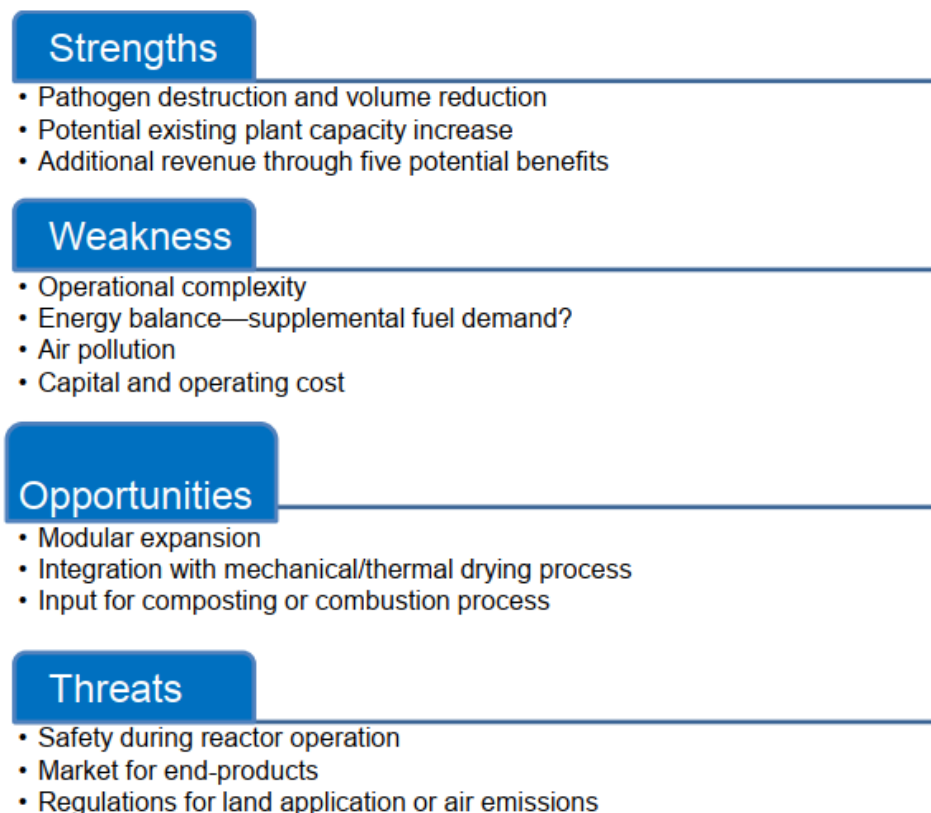 Strengths
• Pathogen destruction and volume reduction
• Potential existing plant capacity increase
• Additional revenue through five potential benefits
Weakness
• Operational complexity
• Energy balance—supplemental fuel demand?
• Air pollution
• Capital and operating cost
Opportunities
• Modular expansion
• Integration with mechanical/thermal drying process
• Input for composting or combustion process
Threats
• Safety during reactor operation
• Market for end-products
• Regulations for land application or air emissions